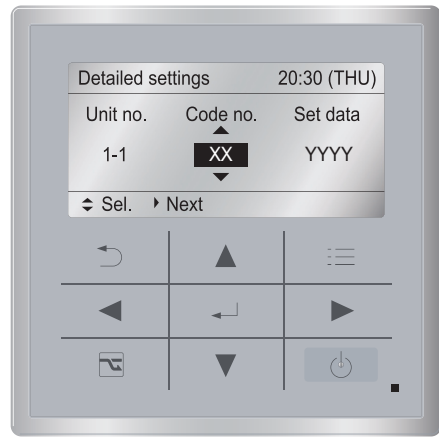 Detailed settings 20:30 (THU)
Unit no. Code no. Set data
1-1 XX YYYY
Sel. Next